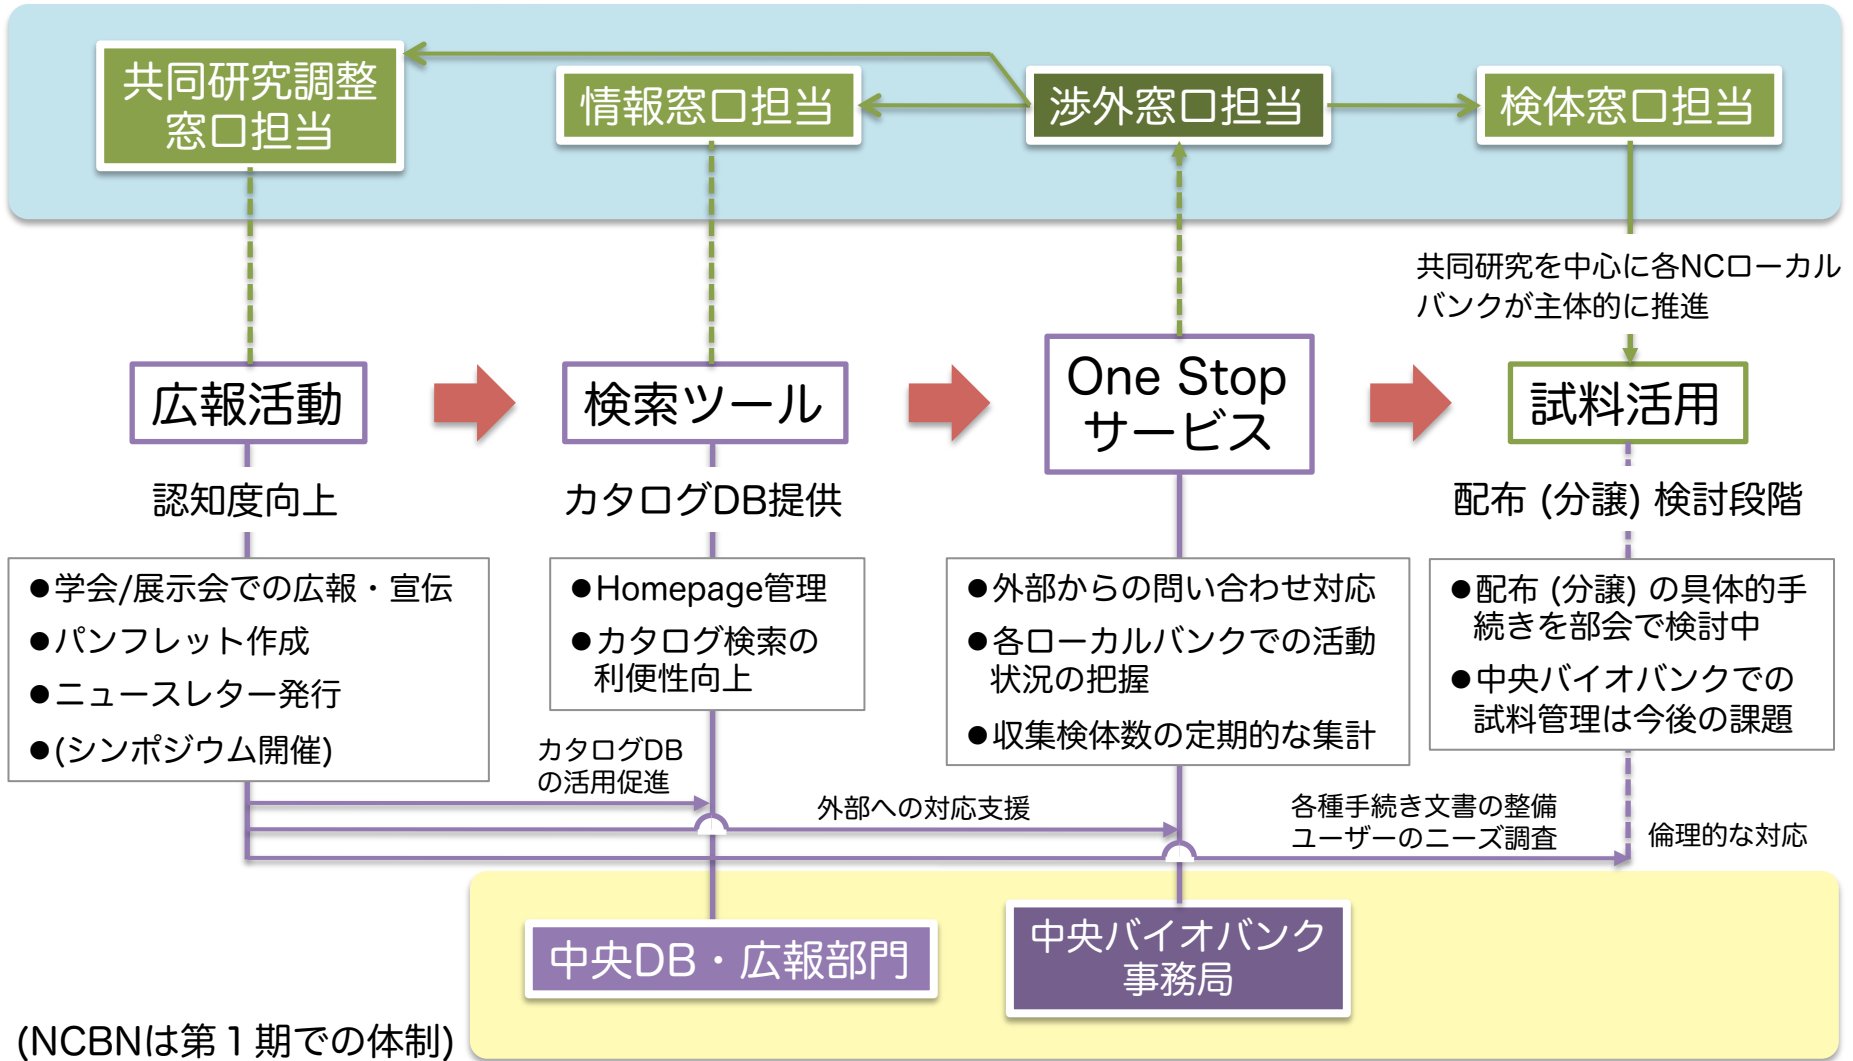 共同研究調整
窓口担当
情報窓口担当
渉外窓口担当
検体窓口担当
共同研究を中心に各NCローカル
バンクが主体的に推進
広報活動
検索ツール
One Stop
サービス
試料活用
認知度向上
カタログDB提供
配布 (分譲) 検討段階
●学会/展示会での広報・宣伝
●パンフレット作成
●ニュースレター発行
●(シンポジウム開催)
●Homepage管理
●カタログ検索の
利便性向上
●外部からの問い合わせ対応
●各ローカルバンクでの活動
状況の把握
●収集検体数の定期的な集計
●配布 (分譲) の具体的手
続きを部会で検討中
●中央バイオバンクでの
試料管理は今後の課題
カタログDB
の活用促進
外部への対応支援
各種手続き文書の整備
ユーザーのニーズ調査
倫理的な対応
中央DB・広報部門
中央バイオバンク
事務局
(NCBNは第１期での体制)